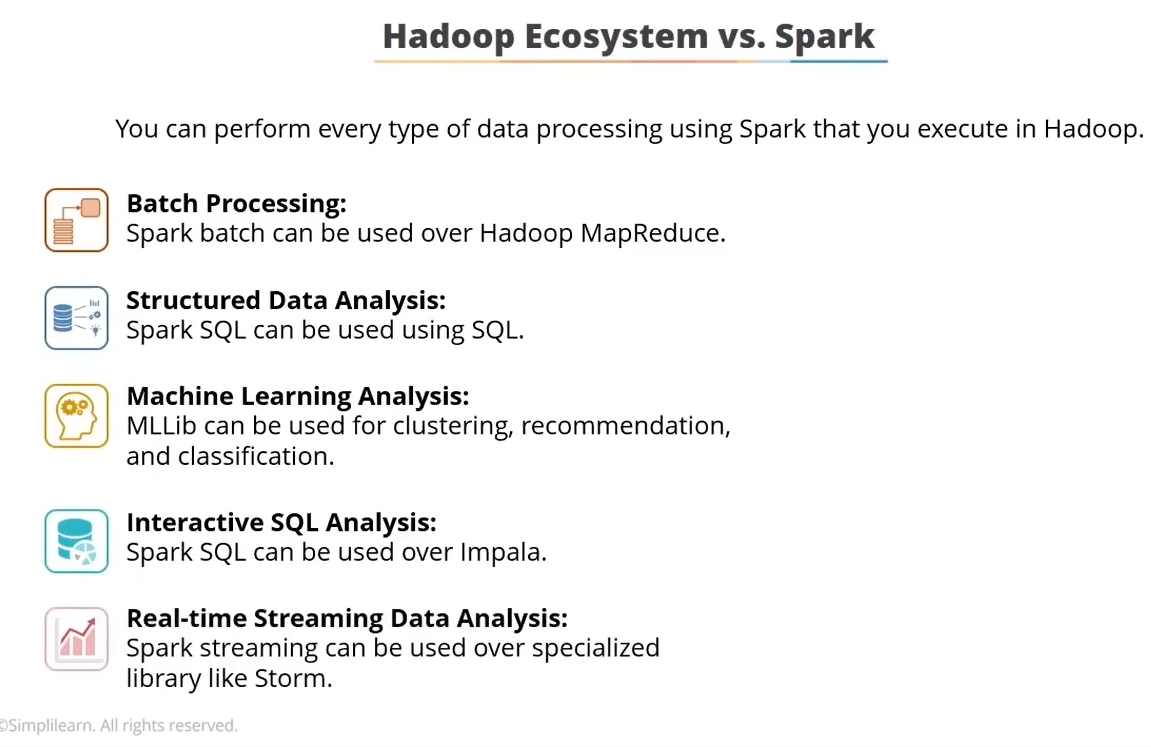 Hadoop Ecosystem vs. Spark
You can perform every type of data processing using Spark that you execute in Hadoop.
Batch Processing:
Spark batch can be used over Hadoop MapReduce.
Structured Data Analysis:
Spark SQL can be used using SQL.
Machine Learning Analysis:
MLLib can be used for clustering, recommendation,
and classification.
Interactive SQL Analysis:
Spark SQL can be used over Impala.
Real-time Streaming Data Analysis:
Spark streaming can be used over specialized
library like Storm.
©Simplilearn. All rights reserved.